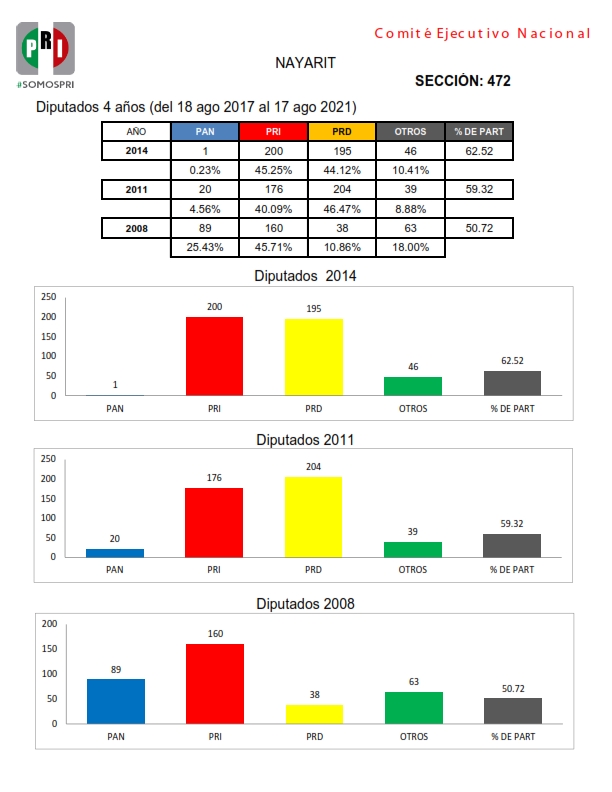 Comité Ejecutivo Nacional
PRI
#SOMOSPRI
NAYARIT
SECCIÓN: 472
Diputados 4 años (del 18 ago 2017 al 17 ago 2021)
AÑO PAN PRI PRD OTROS % DE PART
2014 1 200 195 46 62.52
0.23% 45.25% 44.12% 10.41%
2011 20 176 204 39 59.32
4.56% 40.09% 46.47% 8.88%
2008 89 160 38 63 50.72
25.43% 45.71% 10.86% 18.00%
Diputados 2014
250
200
150
100
50
0
1 200 195 46 62.52
PAN PRI PRD OTROS % DE PART
Diputados 2011
250
200
150
100
50
0
20 176 204 39 59.32
PAN PRI PRD OTROS % DE PART
Diputados 2008
200
150
100
50
0
89 160 38 63 50.72
PAN PRI PRD OTROS % DE PART